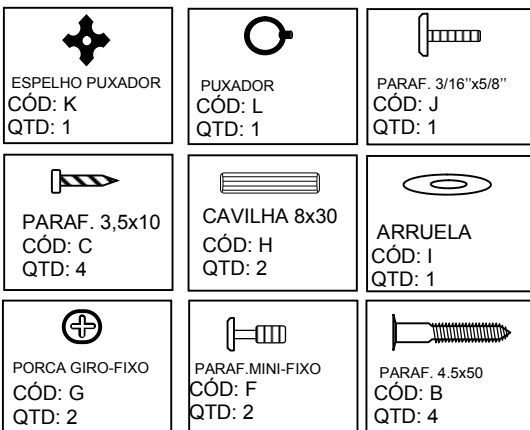 ESPELHO PUXADOR
CÓD: K
QTD: 1
PUXADOR
CÓD: L
QTD: 1
PARAF. 3/16''x5/8''
CÓD: J
QTD: 1
PARAF. 3,5x10
CÓD: C
QTD: 4
CAVILHA 8x30
CÓD: H
QTD: 2
ARRUELA
CÓD: I
QTD: 1
PORCA GIRO-FIXO
CÓD: G
QTD: 2
PARAF.MINI-FIXO
CÓD: F
QTD: 2
PARAF. 4.5x50
CÓD: B
QTD: 4